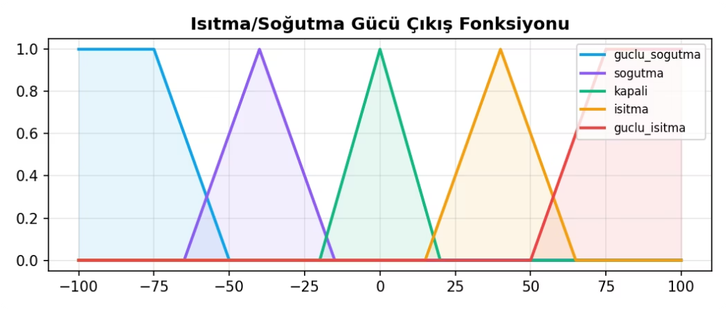 Isıtma/Soğutma Gücü Çıkış Fonksiyonu
1.0
0.8
0.6
0.4
0.2
0.0
guclu_sogutma
sogutma
kapali
isitma
guclu_isitma
−100
−75
−50
−25
0
25
50
75
100